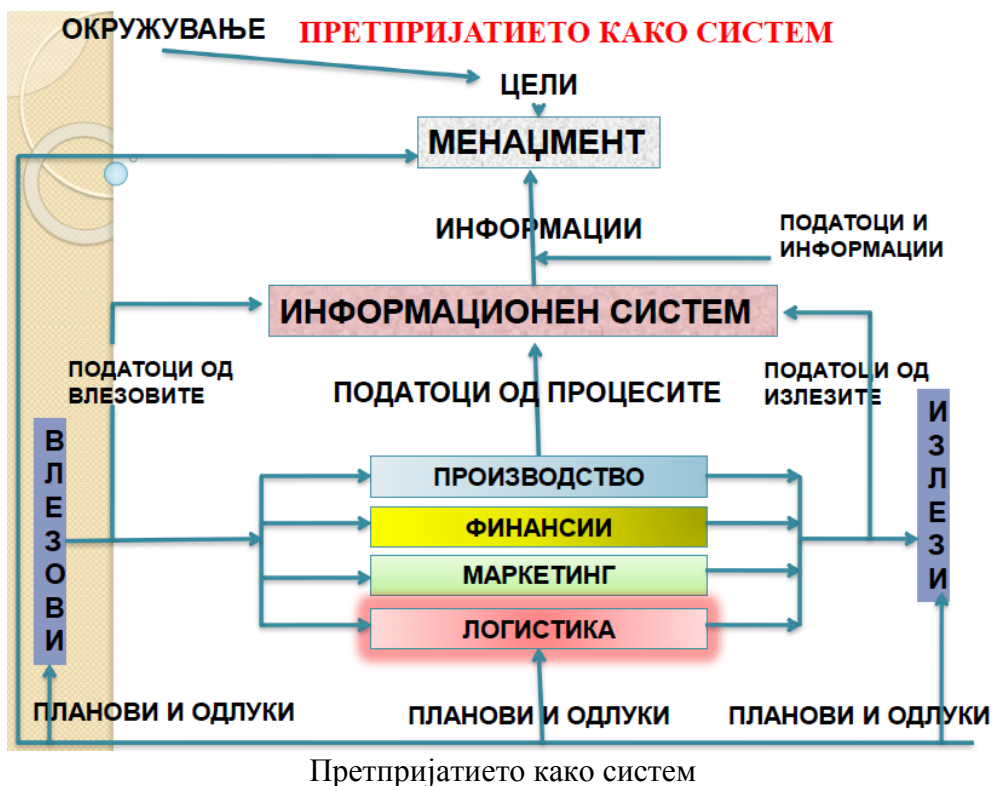 ОКРУЖУВАЊЕ ПРЕТПРИЈАТИЕТО КАКО СИСТЕМ
ЦЕЛИ
МЕНАЏМЕНТ
ИНФОРМАЦИИ
ПОДАТОЦИ И
ИНФОРМАЦИИ
ИНФОРМАЦИОНЕН СИСТЕМ
ПОДАТОЦИ ОД
ВЛЕЗОВИТЕ
ПОДАТОЦИ ОД ПРОЦЕСИТЕ
ПОДАТОЦИ ОД
ИЗЛЕЗИТЕ
ВЛЕЗОВИ
ПРОИЗВОДСТВО
ФИНАНСИИ
МАРКЕТИНГ
ЛОГИСТИКА
ИЗЛЕЗИ
ПЛАНОВИ И ОДЛУКИ
ПЛАНОВИ И ОДЛУКИ
ПЛАНОВИ И ОДЛУКИ
Претпријатието како систем